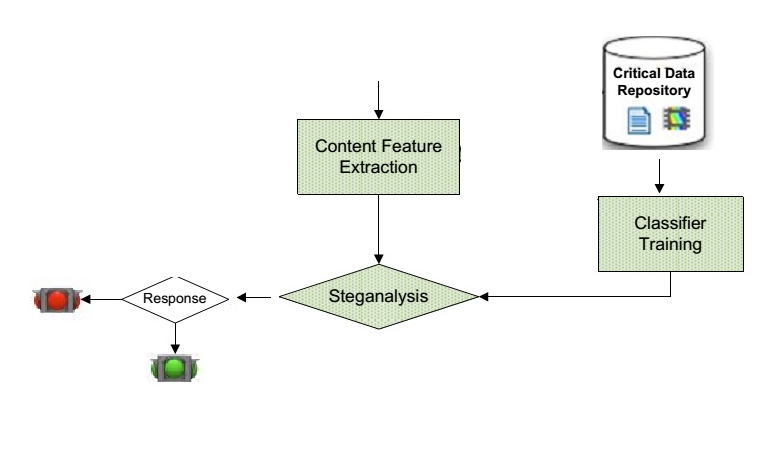 Critical Data
Repository
Content Feature
Extraction
Classifier
Training
Steganalysis
Response